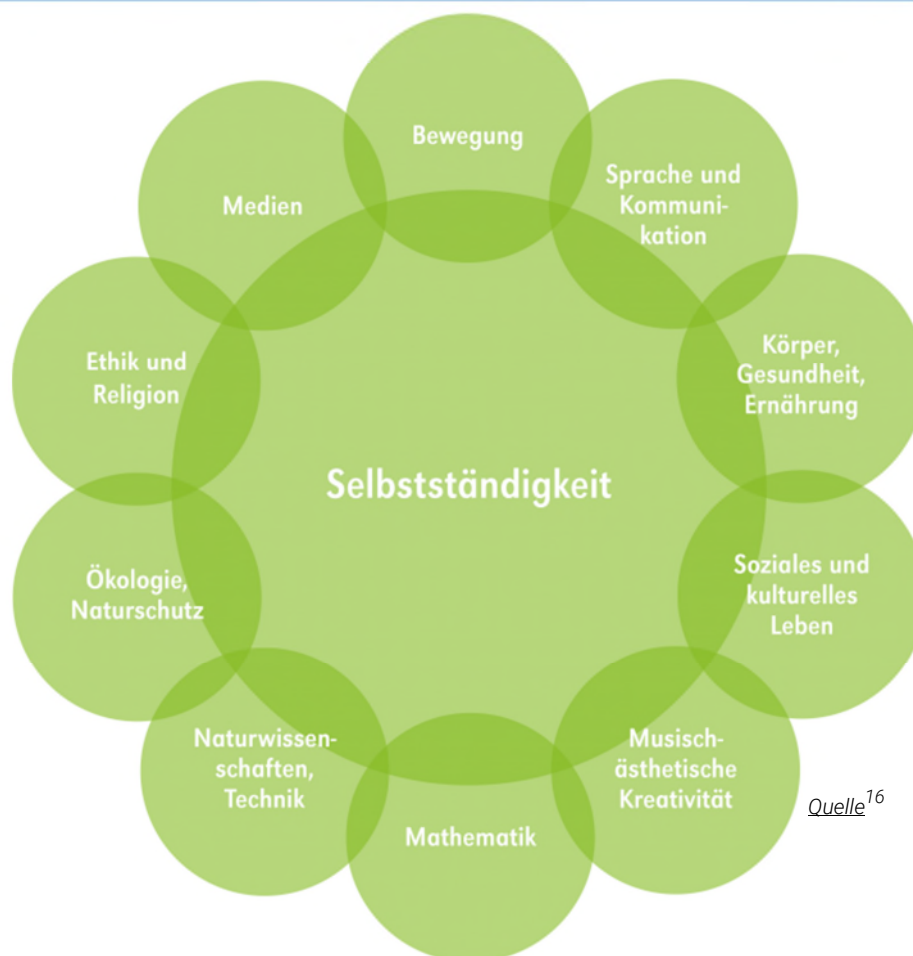 Bewegung
Sprache und
Kommuni-
kation
Körper,
Gesundheit,
Ernährung
Soziales und
kulturelles
Leben
Musisch-
ästhetische
Kreativität
Mathematik
Naturwissen-
schaften,
Technik
Ökologie,
Naturschutz
Ethik und
Religion
Medien
Selbstständigkeit
Quelle16